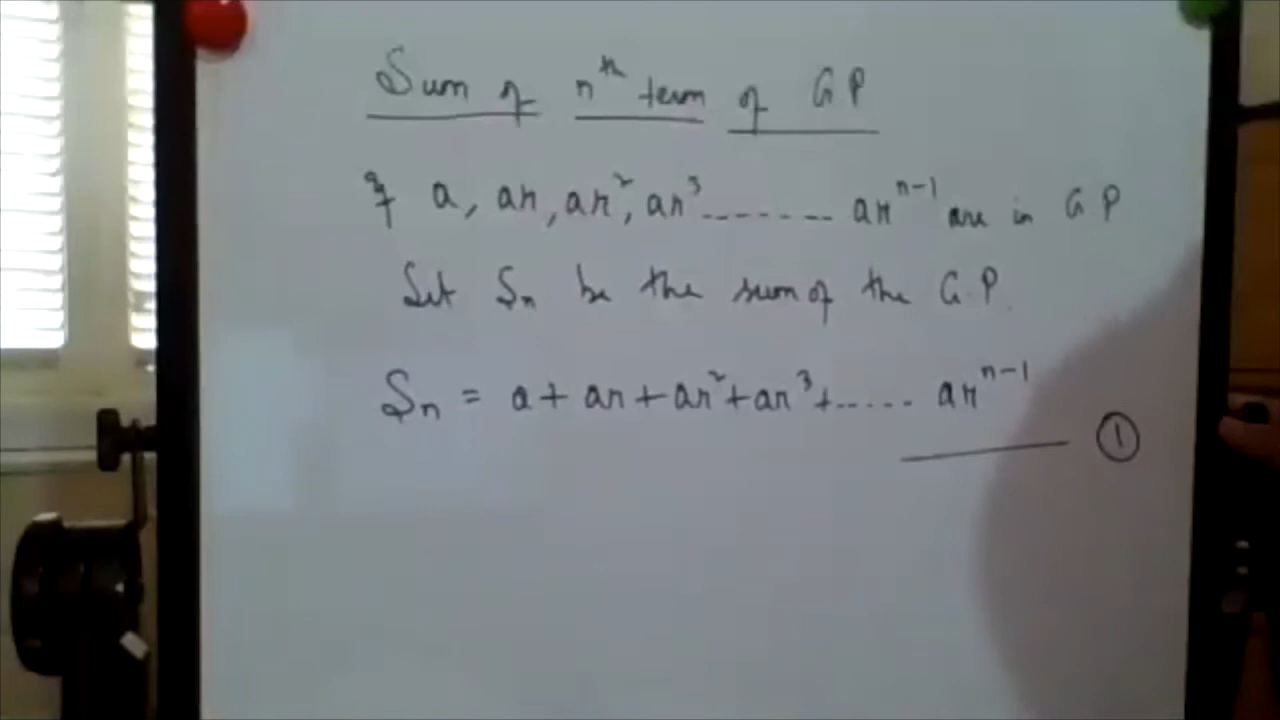 Sum of nth term of GP
If a, ar, ar², ar³ ------- arⁿ⁻¹ are in GP
Let Sn be the sum of the G.P.
Sn = a + ar + ar² + ar³ + ...... arⁿ⁻¹
①